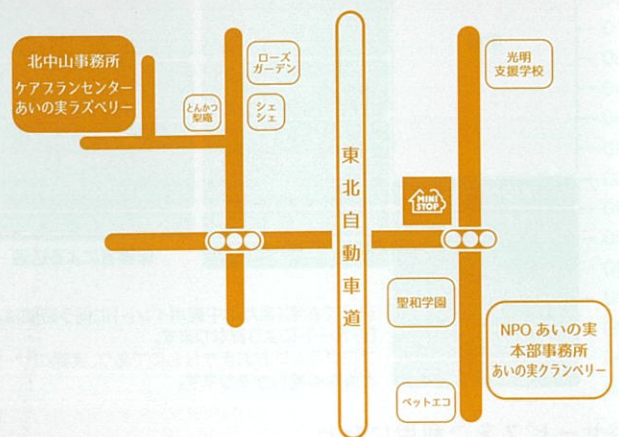 北中山事務所
ケアプランセンター
あいの実ラズベリー
ローズ
ガーデン
とんかつ
シェ
シェ
東北自動車道
光明
支援学校
MINI
STOP
聖和学園
NPO あいの実
本部事務所
あいの実クランベリー
ペットエコ